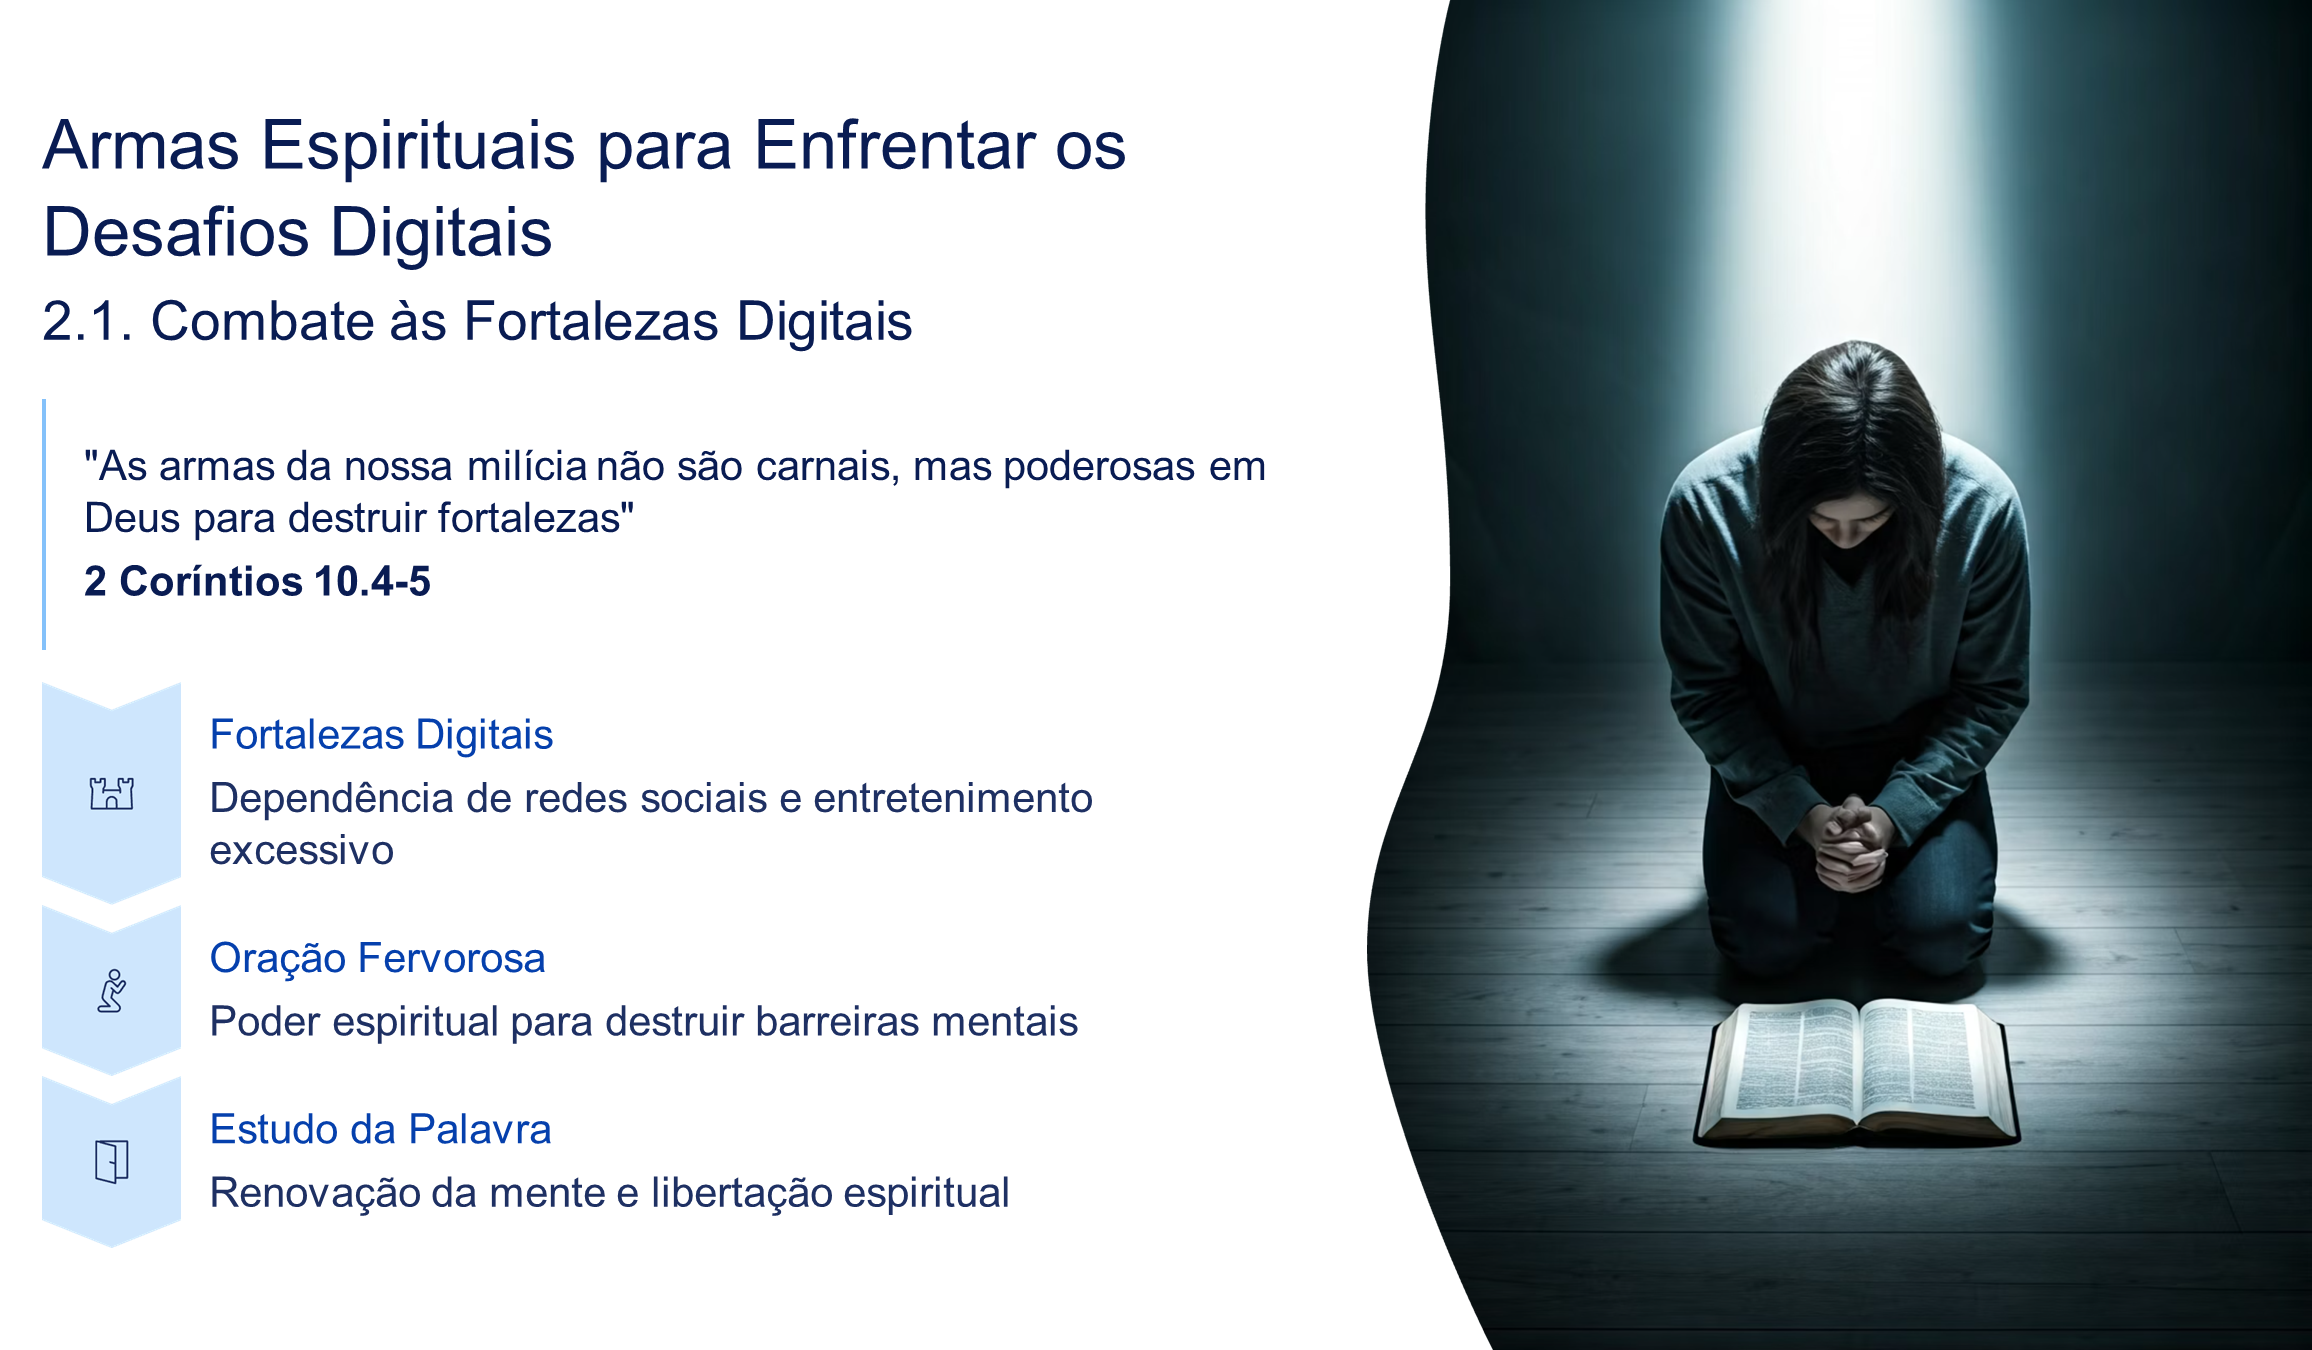 Armas Espirituais para Enfrentar os
Desafios Digitais
2.1. Combate às Fortalezas Digitais
"As armas da nossa milícia não são carnais, mas poderosas em
Deus para destruir fortalezas"
2 Coríntios 10.4-5
Fortalezas Digitais
Dependência de redes sociais e entretenimento
excessivo
Oração Fervorosa
Poder espiritual para destruir barreiras mentais
Estudo da Palavra
Renovação da mente e libertação espiritual